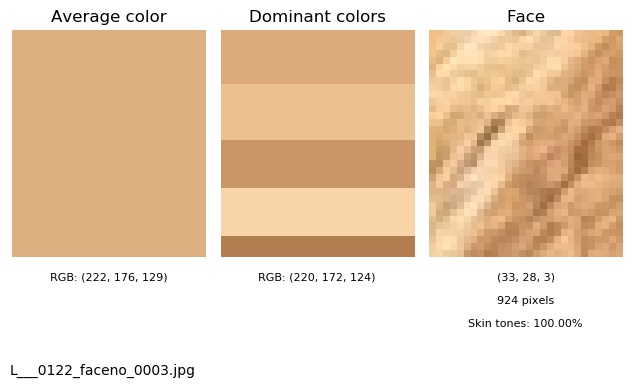 Average color
Dominant colors
Face
RGB: (222, 176, 129)
RGB: (220, 172, 124)
(33, 28, 3)
924 pixels
Skin tones: 100.00%
L___0122_faceno_0003.jpg